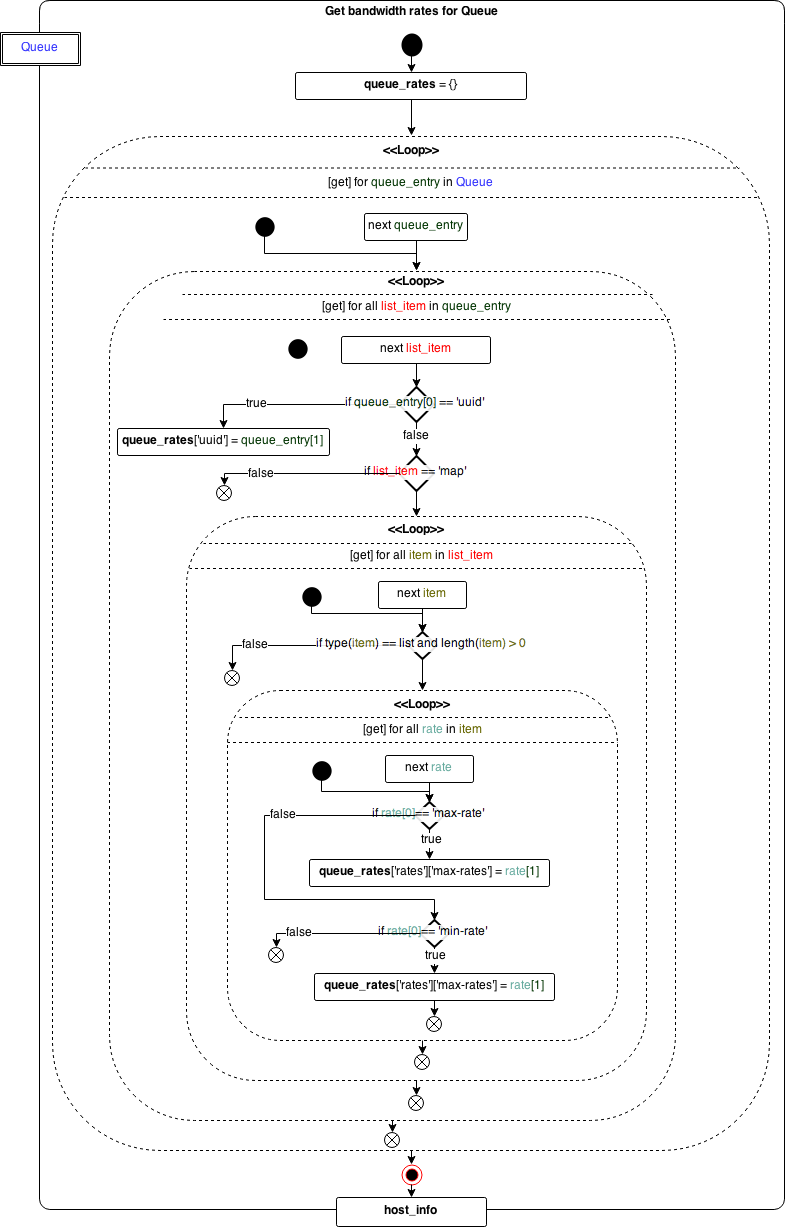 Get bandwidth rates for Queue
Queue
queue_rates = {}
<<Loop>>
[get] for queue_entry in Queue
next queue_entry
<<Loop>>
[get] for all list_item in queue_entry
next list_item
true
if queue_entry[0] == 'uuid'
false
queue_rates['uuid'] = queue_entry[1]
false
if list_item == 'map'
<<Loop>>
[get] for all item in list_item
next item
false
if type(item) == list and length(item) > 0
<<Loop>>
[get] for all rate in item
next rate
false
if rate[0]== 'max-rate'
true
queue_rates['rates']['max-rates'] = rate[1]
false
if rate[0]== 'min-rate'
true
queue_rates['rates']['max-rates'] = rate[1]
host_info